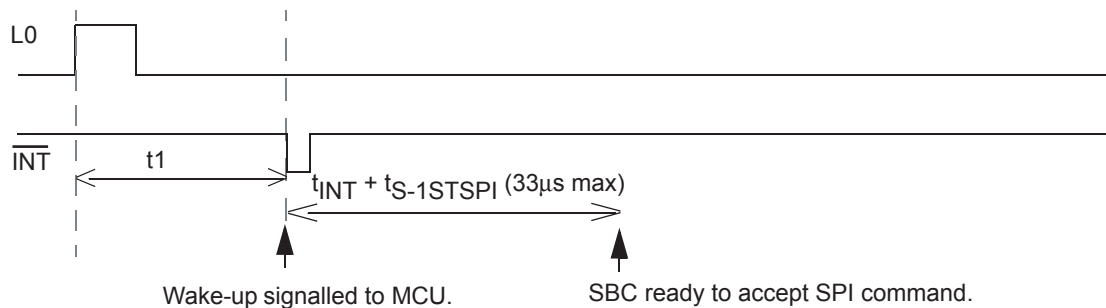 L0
INT
t1
tINT + tS-1STSPI (33μs max)
Wake-up signalled to MCU.
SBC ready to accept SPI command.